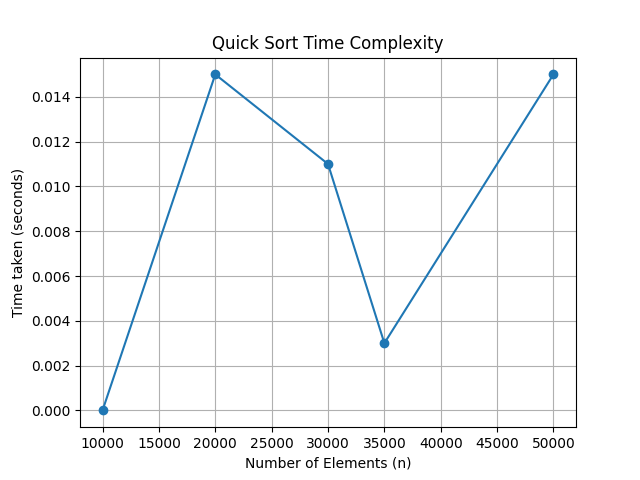 Quick Sort Time Complexity
Time taken (seconds)
0.014
0.012
0.010
0.008
0.006
0.004
0.002
0.000
10000 15000 20000 25000 30000 35000 40000 45000 50000
Number of Elements (n)